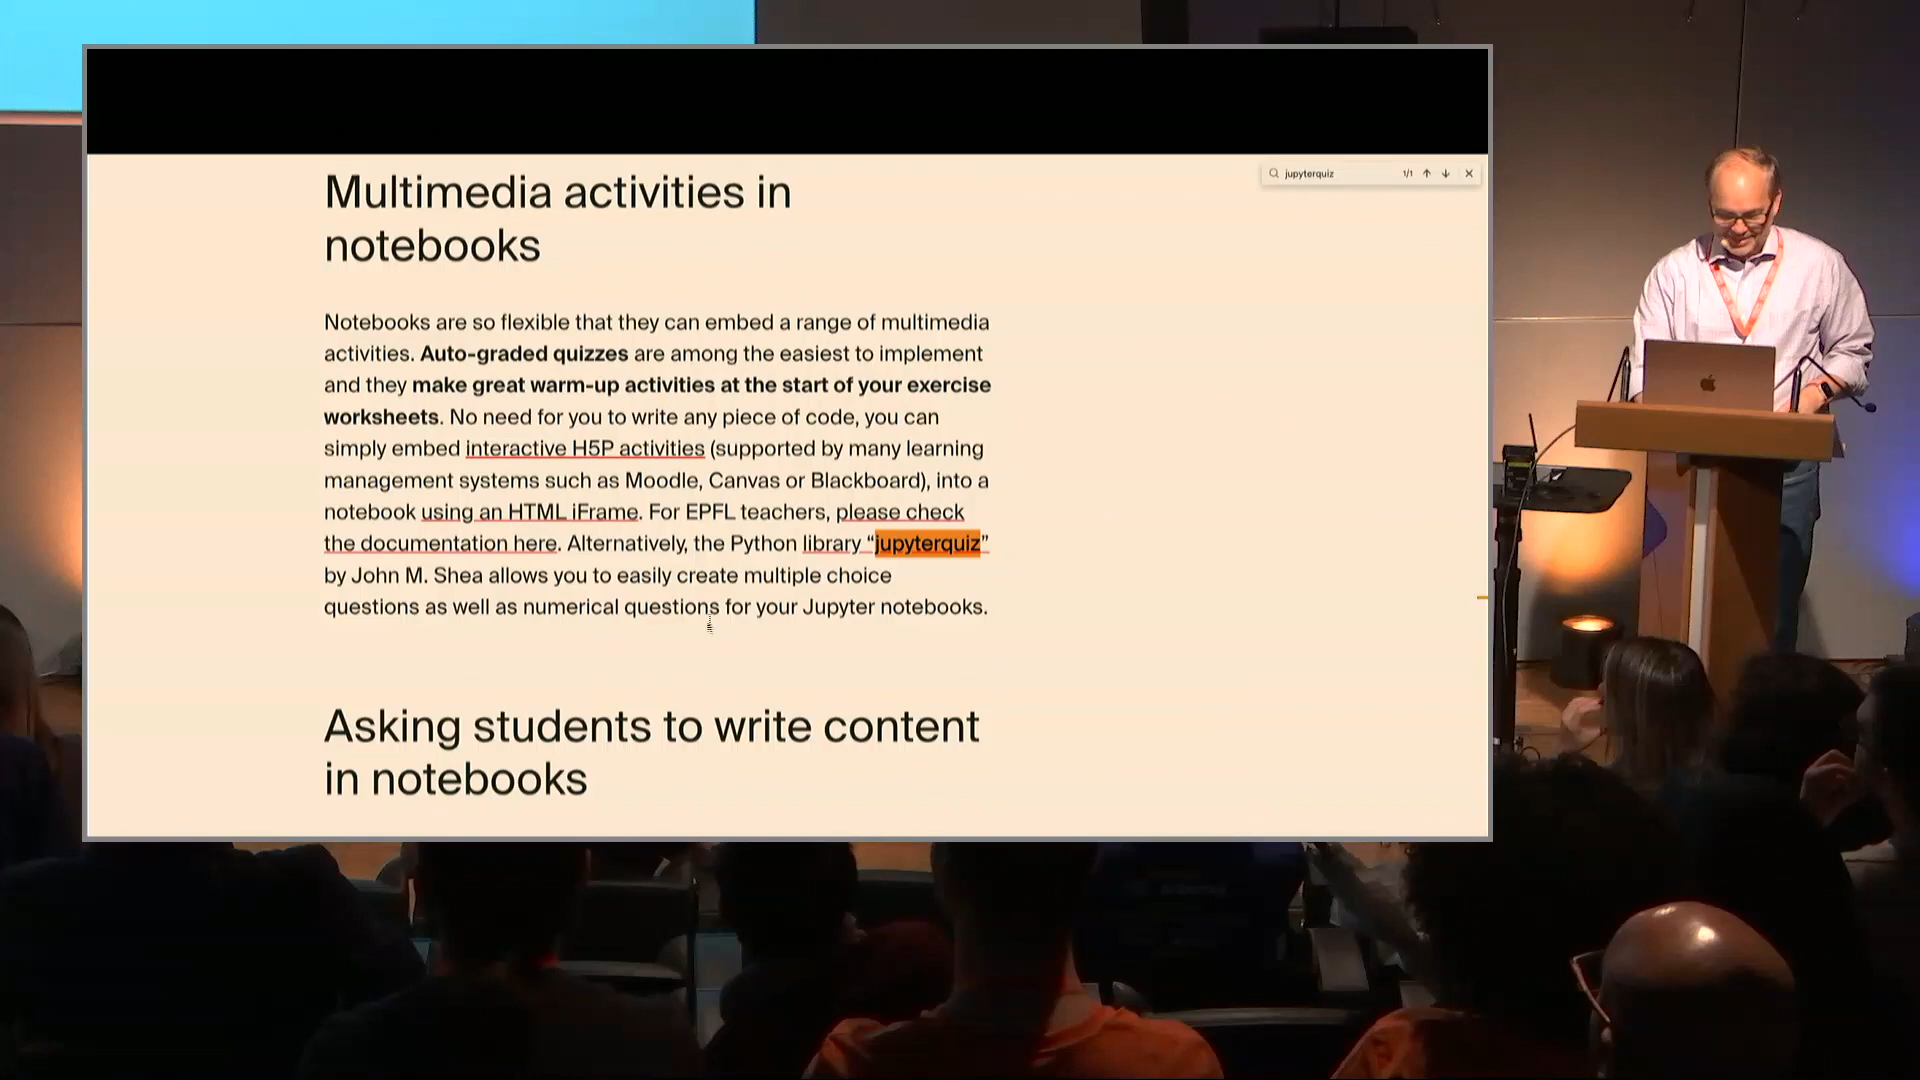 jupyterquiz
1/1
Multimedia activities in
notebooks
Notebooks are so flexible that they can embed a range of multimedia
activities. Auto-graded quizzes are among the easiest to implement
and they make great warm-up activities at the start of your exercise
worksheets. No need for you to write any piece of code, you can
simply embed interactive H5P activities (supported by many learning
management systems such as Moodle, Canvas or Blackboard), into a
notebook using an HTML iFrame. For EPFL teachers, please check
the documentation here. Alternatively, the Python library “jupyterquiz”
by John M. Shea allows you to easily create multiple choice
questions as well as numerical questions for your Jupyter notebooks.
Asking students to write content
in notebooks